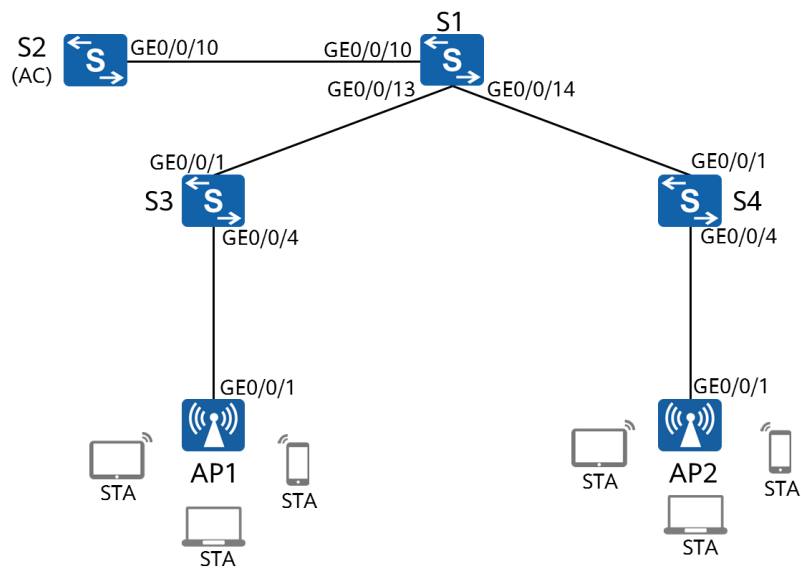 S1
S2
(AC)
GE0/0/10
GE0/0/10
S
S
GE0/0/13
GE0/0/14
GE0/0/1
GE0/0/1
S3
S
S
S4
GE0/0/4
GE0/0/4
GE0/0/1
GE0/0/1
AP1
AP2
STA
STA
STA
STA
STA
STA